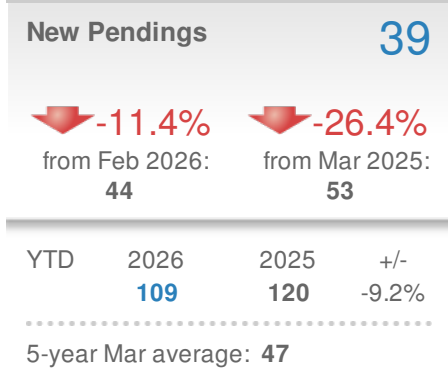 New Pendings 39
-11.4% -26.4%
from Feb 2026: from Mar 2025:
44 53
YTD 2026 2025 +/-
109 120 -9.2%
5-year Mar average: 47